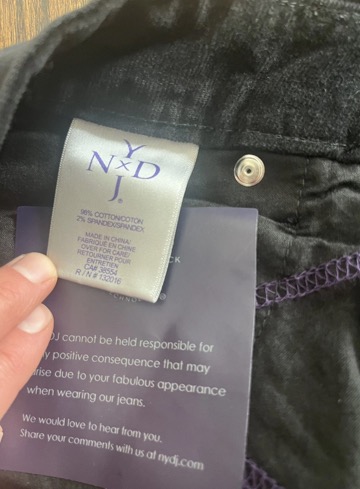 Y
N x D
J®
98% COTTON/COTON
2% SPANDEX/SPANDEX
MADE IN CHINA/
FABRIQUÉ EN CHINE
OVER FOR CARE/
RETOURNER POUR
ENTRETIEN
CA# 38554
R/N # 132016
CK
®
DJ cannot be held responsible for
y positive consequence that may
rise due to your fabulous appearance
when wearing our jeans.
We would love to hear from you.
Share your comments with us at nydj.com